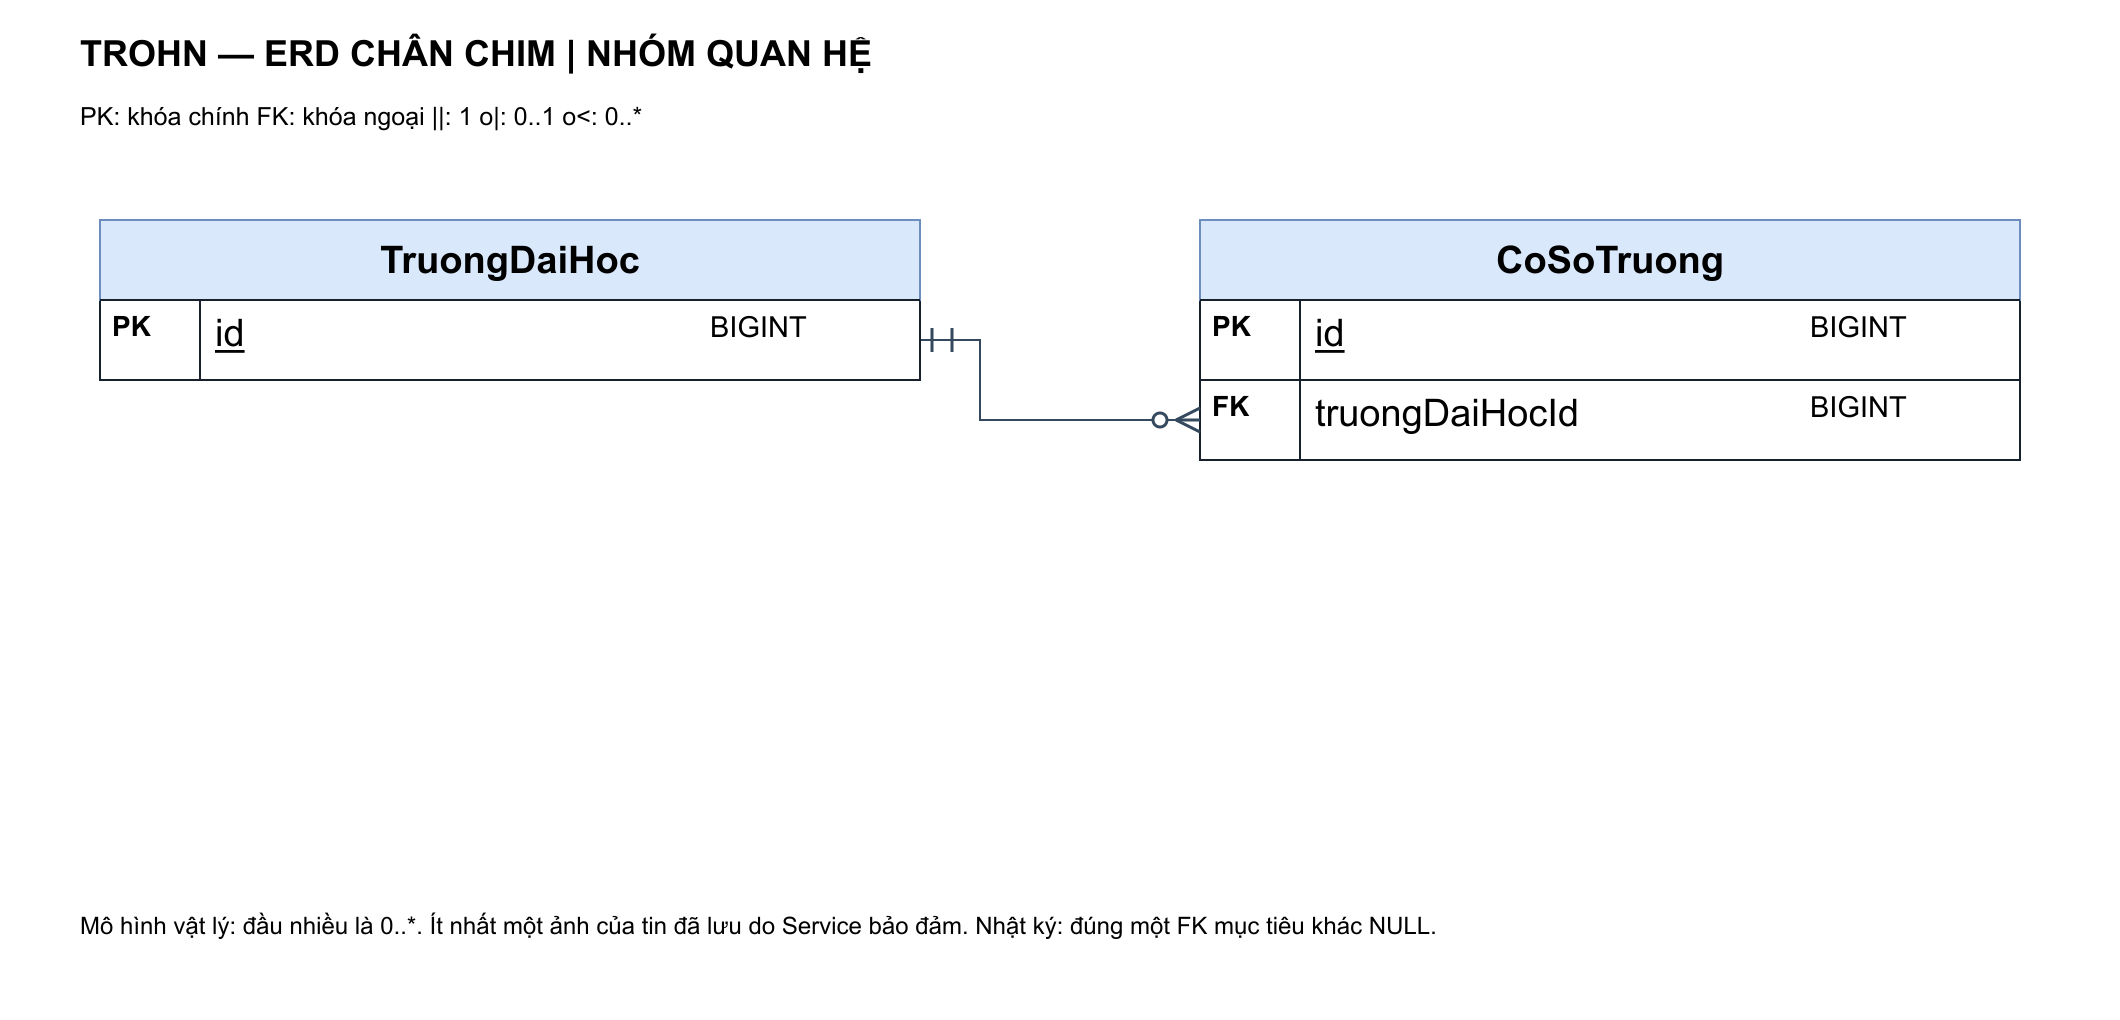 TROHN — ERD CHÂN CHIM | NHÓM QUAN HỆ
PK: khóa chính FK: khóa ngoại ||: 1 o|: 0..1 o<: 0..*
TruongDaiHoc
PK id BIGINT
CoSoTruong
PK id BIGINT
FK truongDaiHocId BIGINT
Mô hình vật lý: đầu nhiều là 0..*. Ít nhất một ảnh của tin đã lưu do Service bảo đảm. Nhật ký: đúng một FK mục tiêu khác NULL.